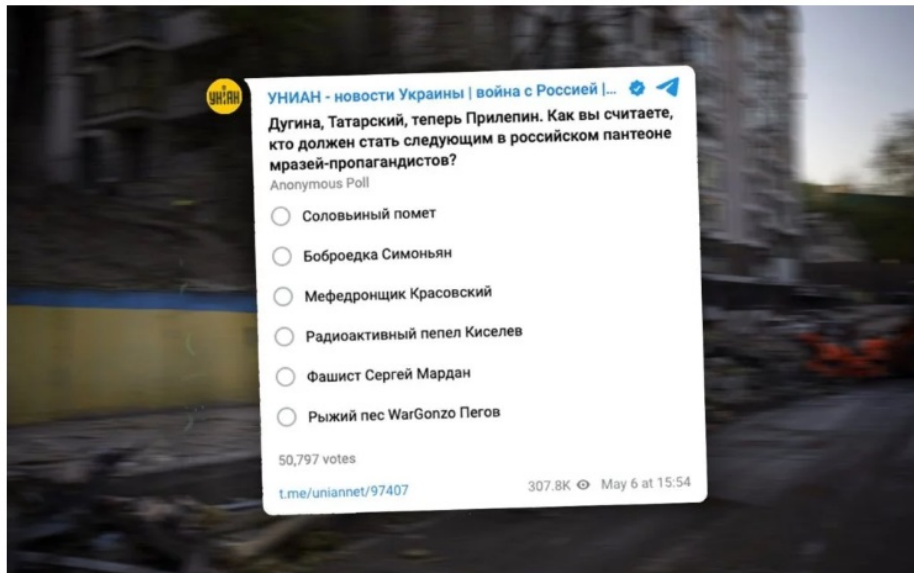 УНИАН
УНИАН - новости Украины | война с Россией |...
Дугина, Татарский, теперь Прилепин. Как вы считаете,
кто должен стать следующим в российском пантеоне
мразей-пропагандистов?
Anonymous Poll
Соловьиный помет
Боброедка Симоньян
Мефедронщик Красовский
Радиоактивный пепел Киселев
Фашист Сергей Мардан
Рыжий пес WarGonzo Пегов
50,797 votes
t.me/uniannet/97407
307.8K May 6 at 15:54